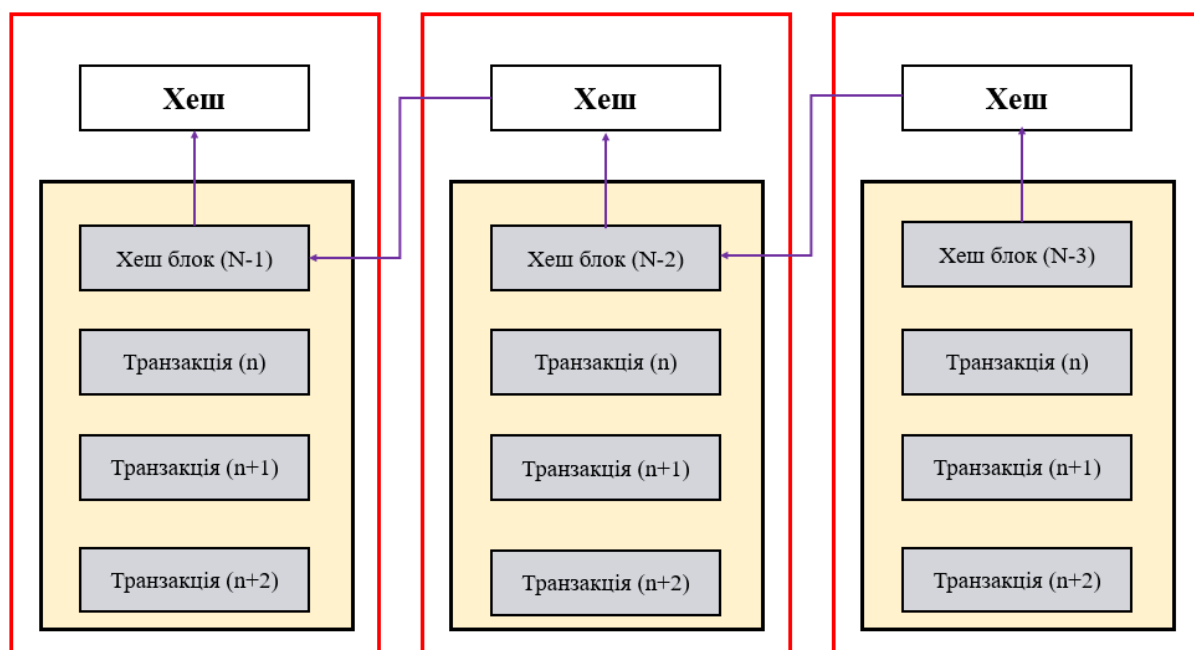 Хеш
Хеш блок (N-1)
Транзакція (n)
Транзакція (n+1)
Транзакція (n+2)
Хеш
Хеш блок (N-2)
Транзакція (n)
Транзакція (n+1)
Транзакція (n+2)
Хеш
Хеш блок (N-3)
Транзакція (n)
Транзакція (n+1)
Транзакція (n+2)